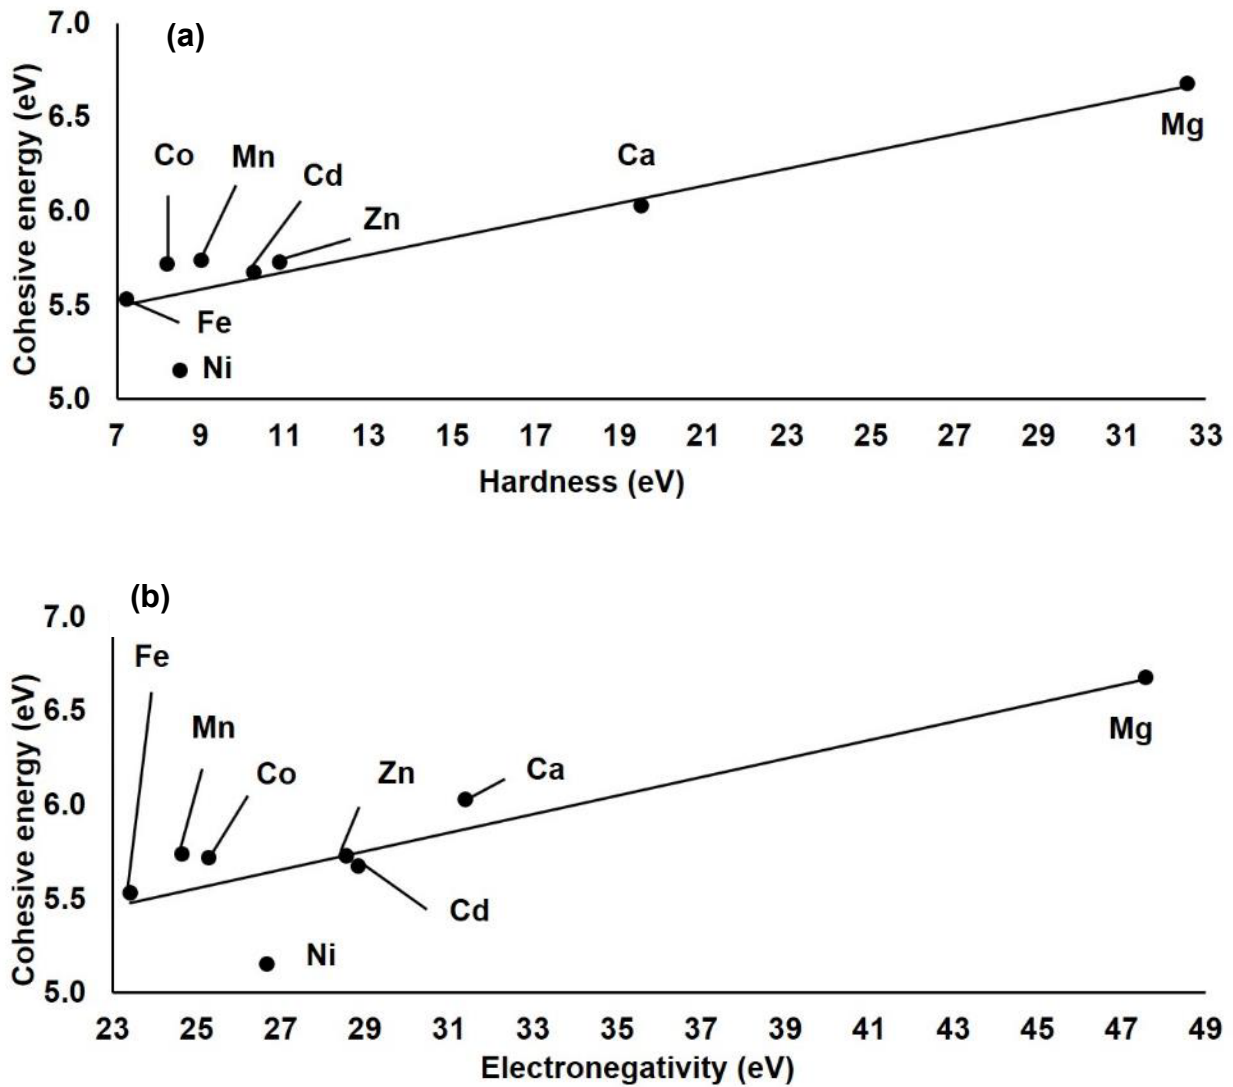 (a)
Cohesive energy (eV)
7.0
6.5
6.0
5.5
5.0
Co
Mn
Cd
Zn
Ca
Mg
Fe
Ni
7 9 11 13 15 17 19 21 23 25 27 29 31 33
Hardness (eV)
(b)
Cohesive energy (eV)
7.0
6.5
6.0
5.5
5.0
Fe
Mn
Co
Zn
Ca
Mg
Cd
Ni
23 25 27 29 31 33 35 37 39 41 43 45 47 49
Electronegativity (eV)